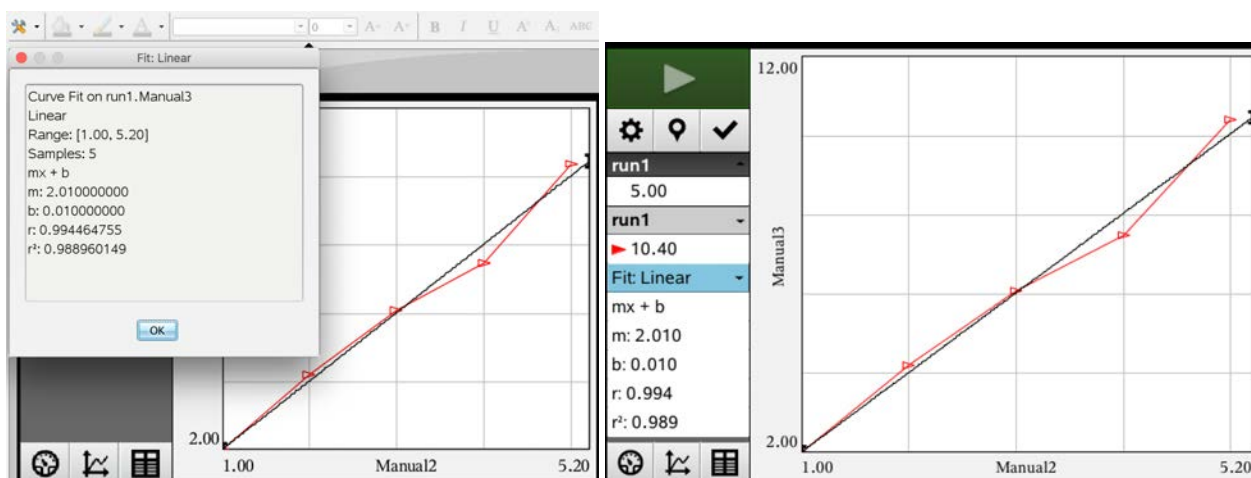 0
A+
A+
B
I
U
ABC
Fit: Linear
Curve Fit on run1.Manual3
Linear
Range: [1.00, 5.20]
Samples: 5
mx + b
m: 2.010000000
b: 0.010000000
r: 0.994464755
r²: 0.988960149
OK
2.00
1.00
Manual2
5.20
run1
5.00
run1
10.40
Fit: Linear
mx + b
m: 2.010
b: 0.010
r: 0.994
r²: 0.989
12.00
Manual3
2.00
1.00
Manual2
5.20